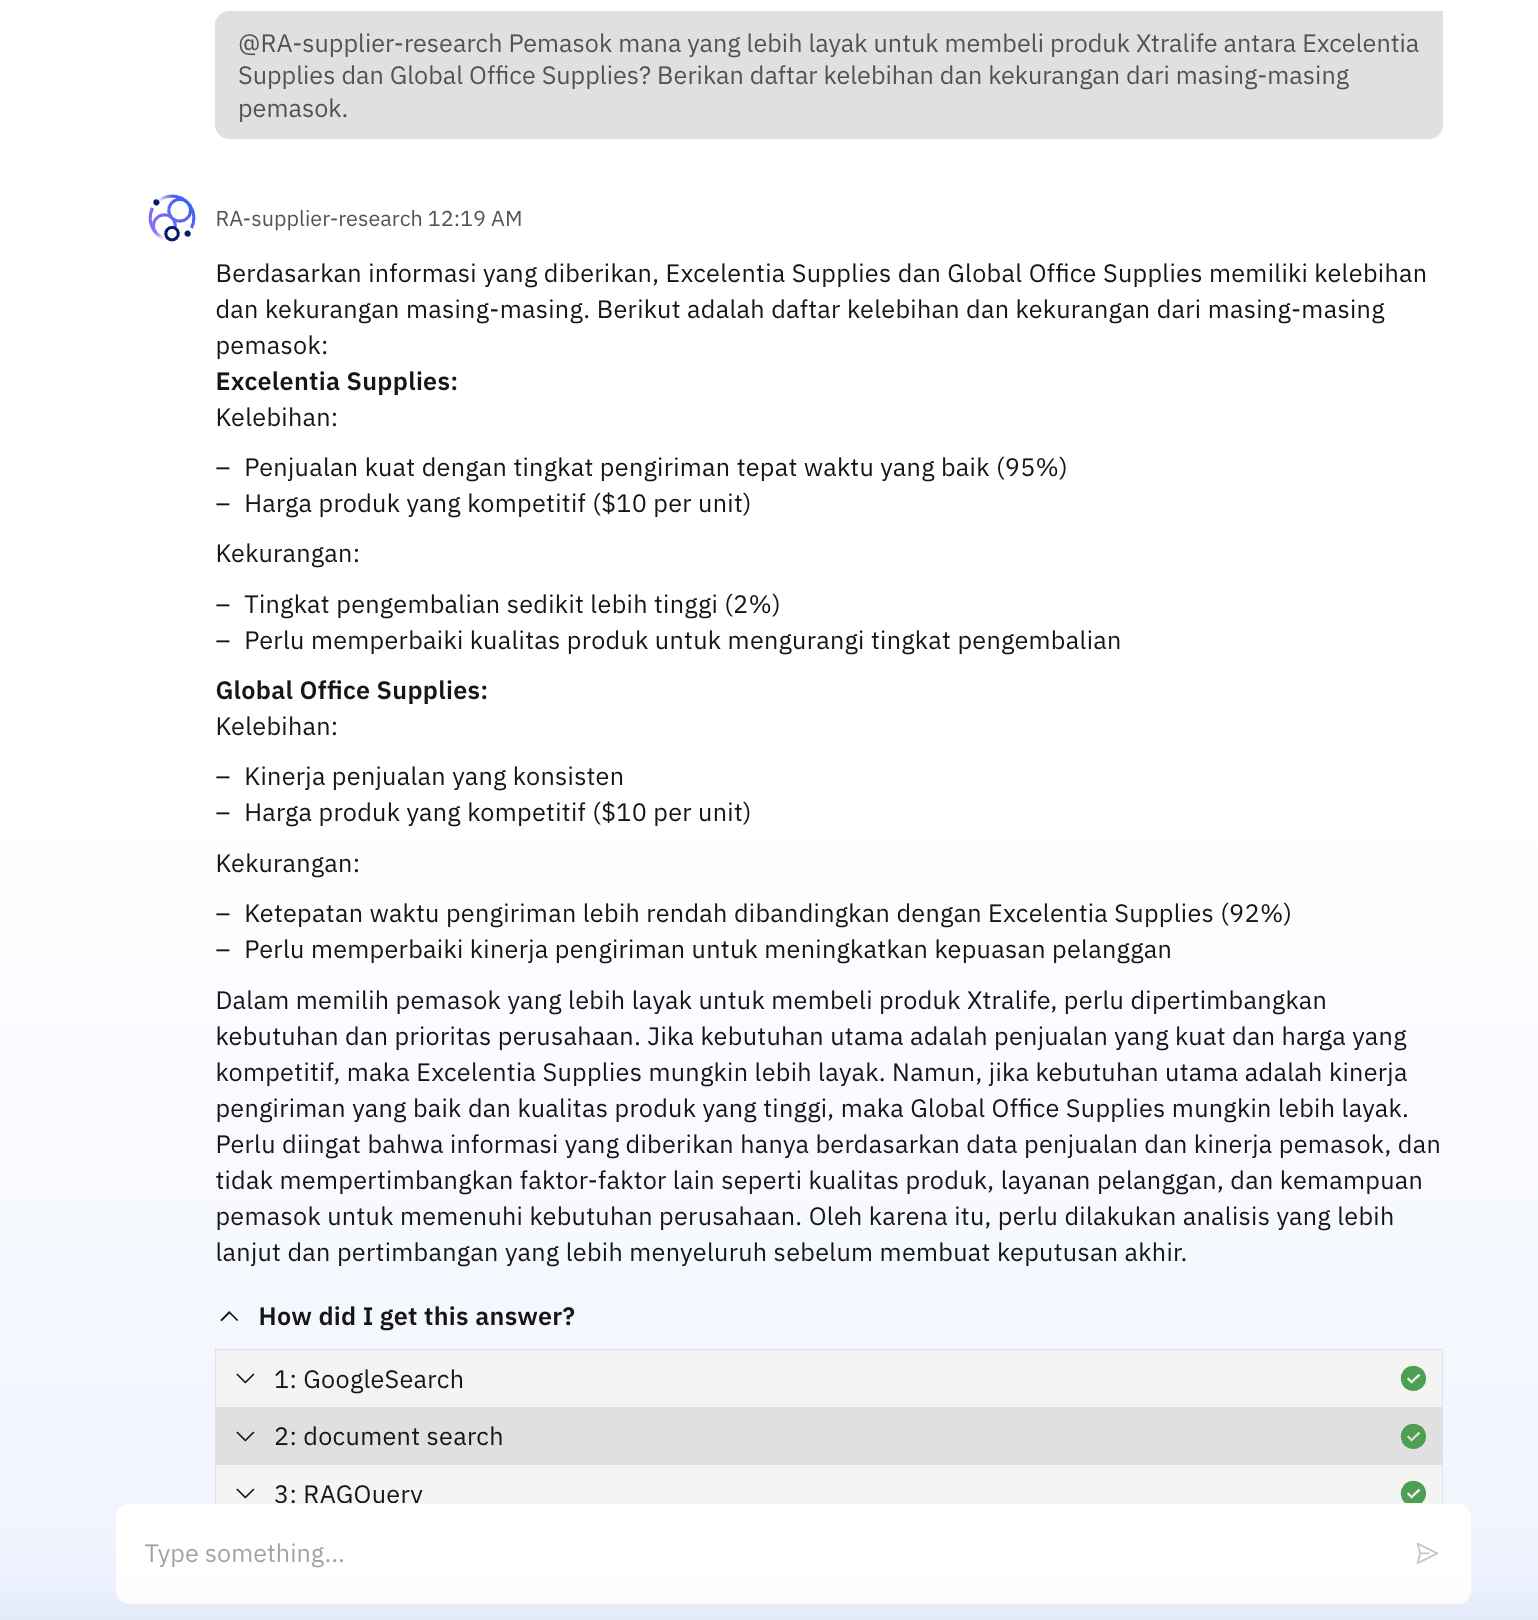 @RA-supplier-research Pemasok mana yang lebih layak untuk membeli produk Xtralife antara Excelentia
Supplies dan Global Office Supplies? Berikan daftar kelebihan dan kekurangan dari masing-masing
pemasok.
RA-supplier-research 12:19 AM
Berdasarkan informasi yang diberikan, Excelentia Supplies dan Global Office Supplies memiliki kelebihan
dan kekurangan masing-masing. Berikut adalah daftar kelebihan dan kekurangan dari masing-masing
pemasok:
Excelentia Supplies:
Kelebihan:
– Penjualan kuat dengan tingkat pengiriman tepat waktu yang baik (95%)
– Harga produk yang kompetitif ($10 per unit)
Kekurangan:
– Tingkat pengembalian sedikit lebih tinggi (2%)
– Perlu memperbaiki kualitas produk untuk mengurangi tingkat pengembalian
Global Office Supplies:
Kelebihan:
– Kinerja penjualan yang konsisten
– Harga produk yang kompetitif ($10 per unit)
Kekurangan:
– Ketepatan waktu pengiriman lebih rendah dibandingkan dengan Excelentia Supplies (92%)
– Perlu memperbaiki kinerja pengiriman untuk meningkatkan kepuasan pelanggan
Dalam memilih pemasok yang lebih layak untuk membeli produk Xtralife, perlu dipertimbangkan
kebutuhan dan prioritas perusahaan. Jika kebutuhan utama adalah penjualan yang kuat dan harga yang
kompetitif, maka Excelentia Supplies mungkin lebih layak. Namun, jika kebutuhan utama adalah kinerja
pengiriman yang baik dan kualitas produk yang tinggi, maka Global Office Supplies mungkin lebih layak.
Perlu diingat bahwa informasi yang diberikan hanya berdasarkan data penjualan dan kinerja pemasok, dan
tidak mempertimbangkan faktor-faktor lain seperti kualitas produk, layanan pelanggan, dan kemampuan
pemasok untuk memenuhi kebutuhan perusahaan. Oleh karena itu, perlu dilakukan analisis yang lebih
lanjut dan pertimbangan yang lebih menyeluruh sebelum membuat keputusan akhir.
How did I get this answer?
1: GoogleSearch
2: document search
3: RAGQuery
Type something...